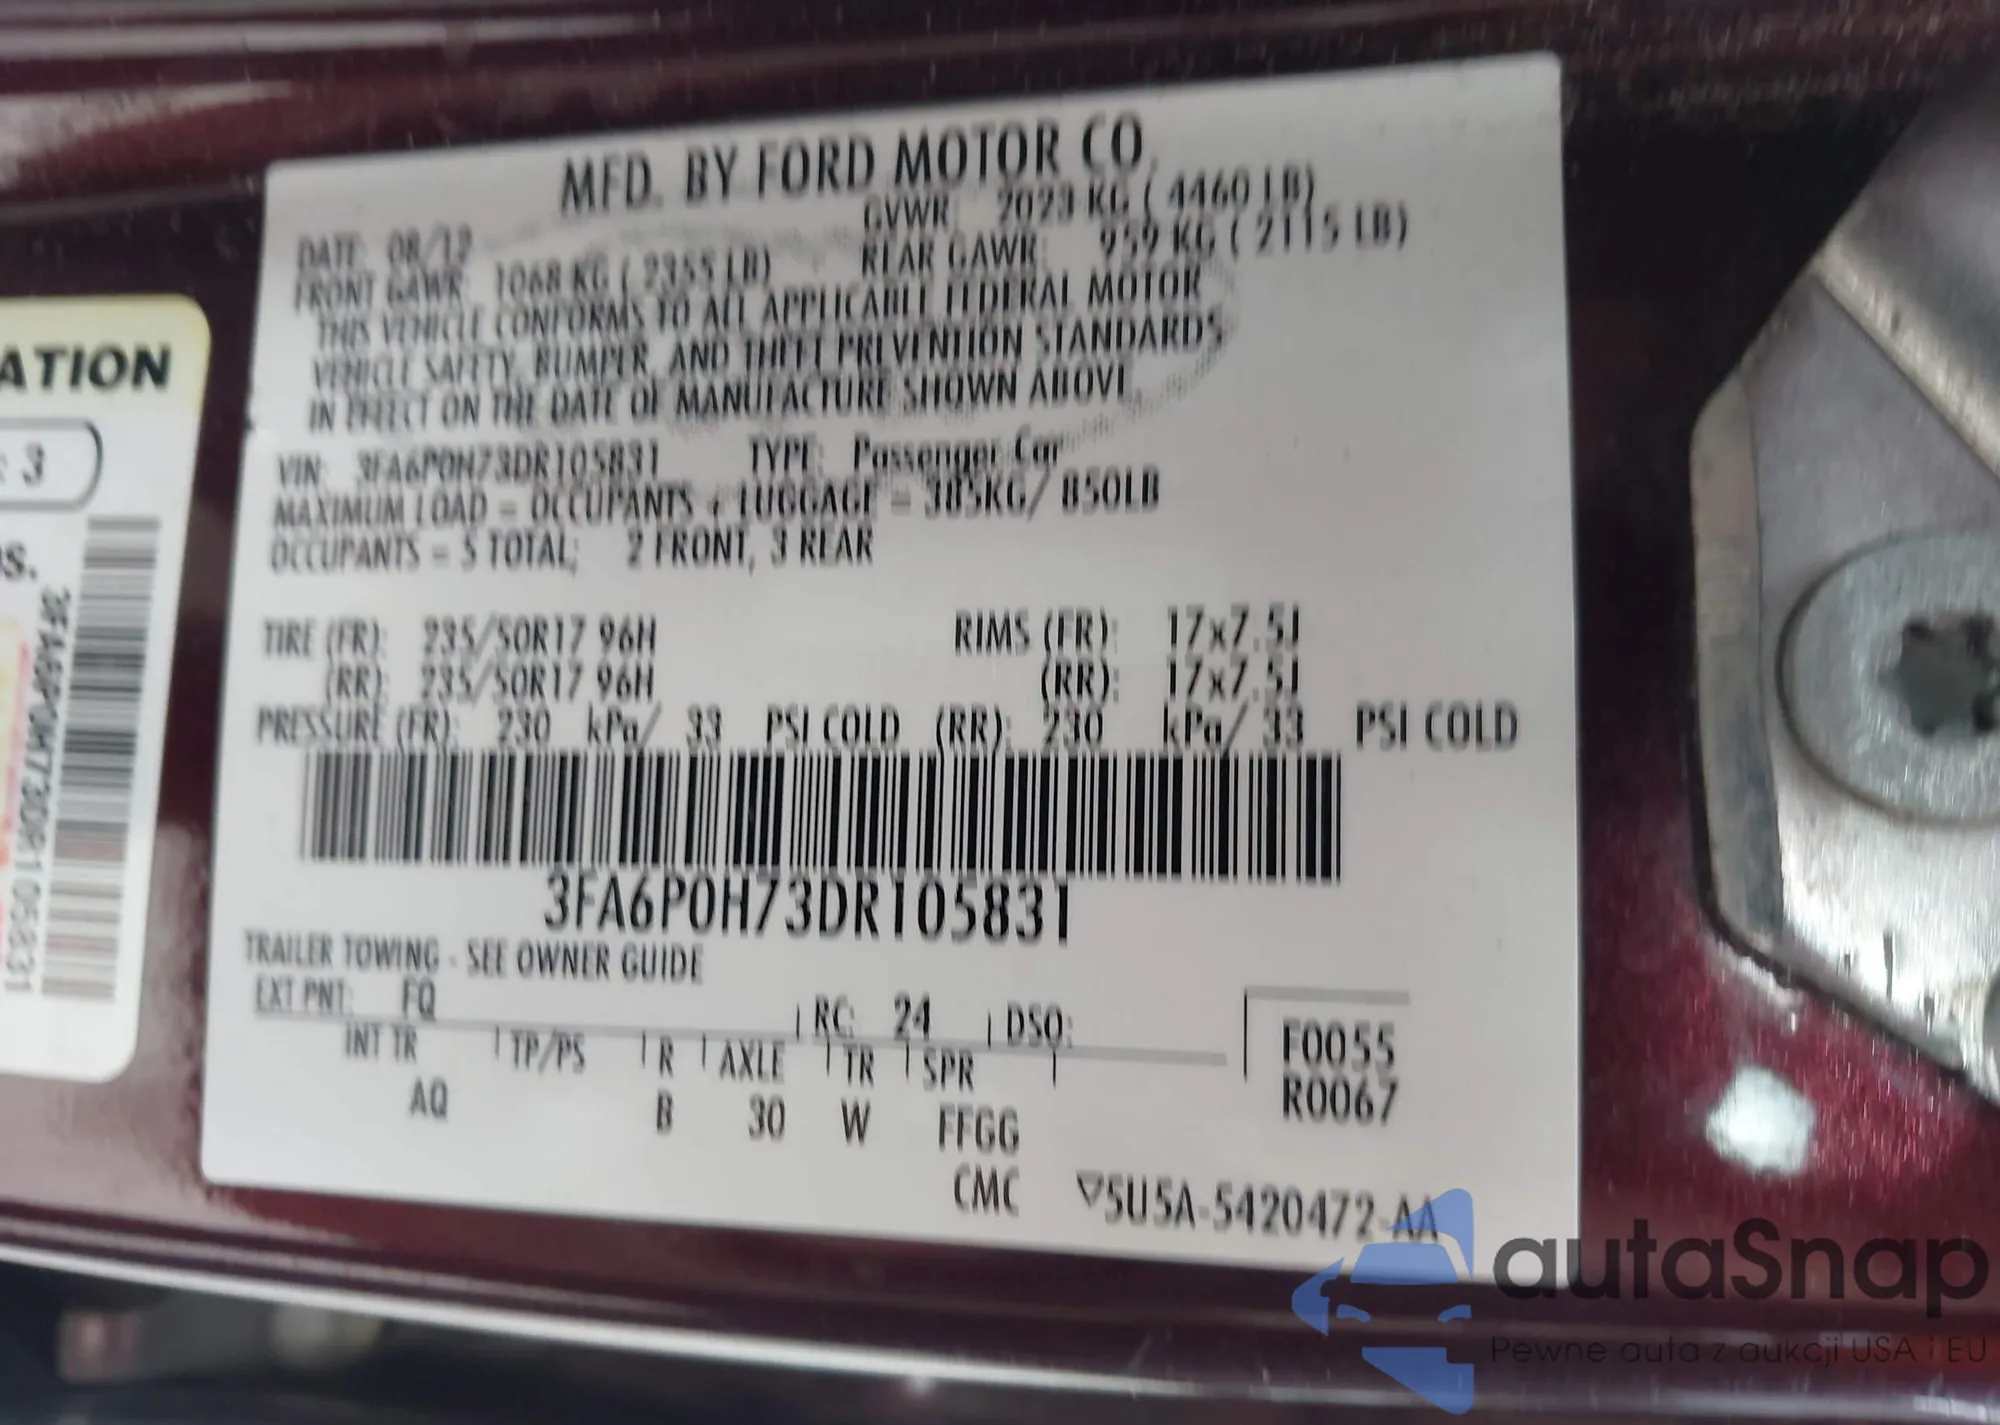 MFD. BY FORD MOTOR CO.
DATE: 08/12 GVWR: 2023 KG ( 4460 LB)
FRONT GAWR: 1068 KG ( 2355 LB) REAR GAWR: 959 KG ( 2115 LB)
THIS VEHICLE CONFORMS TO ALL APPLICABLE FEDERAL MOTOR
VEHICLE SAFETY, BUMPER, AND THEFT PREVENTION STANDARDS
IN EFFECT ON THE DATE OF MANUFACTURE SHOWN ABOVE.
VIN: 3FA6P0H73DR105831 TYPE: Passenger Car
MAXIMUM LOAD = OCCUPANTS + LUGGAGE = 385KG/ 850LB
OCCUPANTS = 5 TOTAL; 2 FRONT, 3 REAR
TIRE (FR): 235/50R17 96H RIMS (FR): 17x7.5J
(RR): 235/50R17 96H (RR): 17x7.5J
PRESSURE (FR): 230 kPa/ 33 PSI COLD (RR): 230 kPa/ 33 PSI COLD
3FA6P0H73DR105831
TRAILER TOWING - SEE OWNER GUIDE
EXT PNT: FQ RC: 24 DSO:
INT TR TP/PS R AXLE TR SPR
AQ B 30 W FFGG
F0055
R0067
CMC ▽5U5A-5420472-AA
ATION
: 3
3FA6P0H73DR105831
autaSnap
Pewne auta z aukcji USA i EU